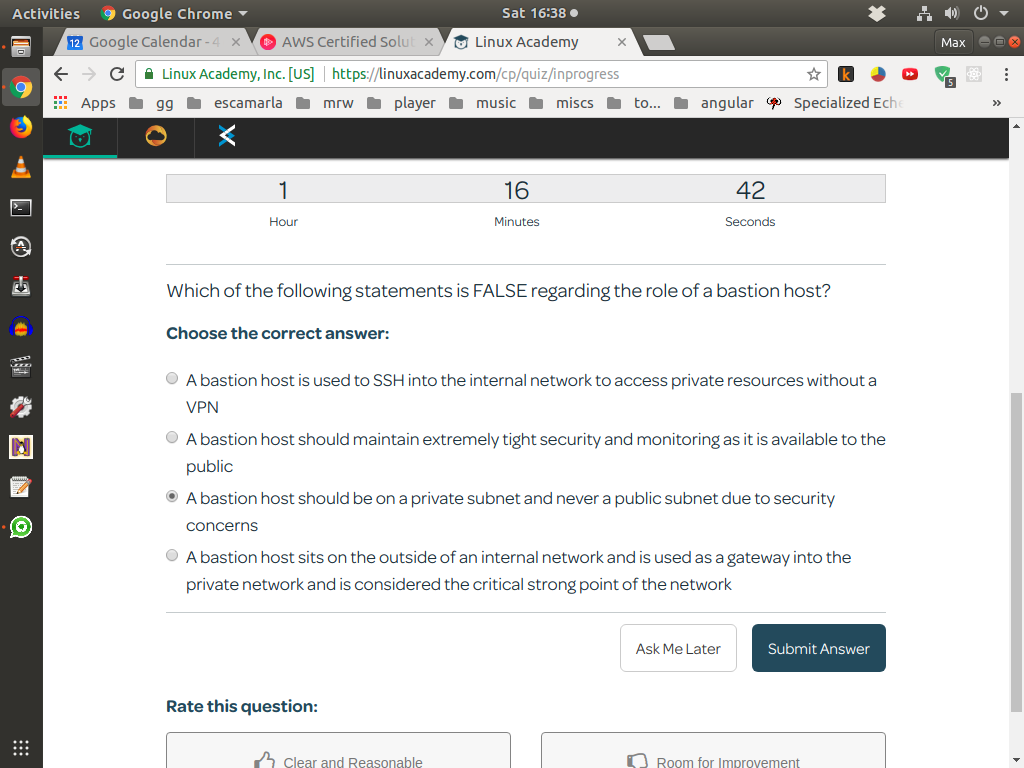 Activities Google Chrome Sat 16:38
12 Google Calendar - 4 × AWS Certified Solut × Linux Academy × Max
Linux Academy, Inc. [US] | https://linuxacademy.com/cp/quiz/inprogress k 5
Apps gg escamarla mrw player music miscs to... angular Specialized Eche »
1 16 42
Hour Minutes Seconds
Which of the following statements is FALSE regarding the role of a bastion host?
Choose the correct answer:
A bastion host is used to SSH into the internal network to access private resources without a
VPN
A bastion host should maintain extremely tight security and monitoring as it is available to the
public
A bastion host should be on a private subnet and never a public subnet due to security
concerns
A bastion host sits on the outside of an internal network and is used as a gateway into the
private network and is considered the critical strong point of the network
Ask Me Later Submit Answer
Rate this question:
Clear and Reasonable Room for Improvement